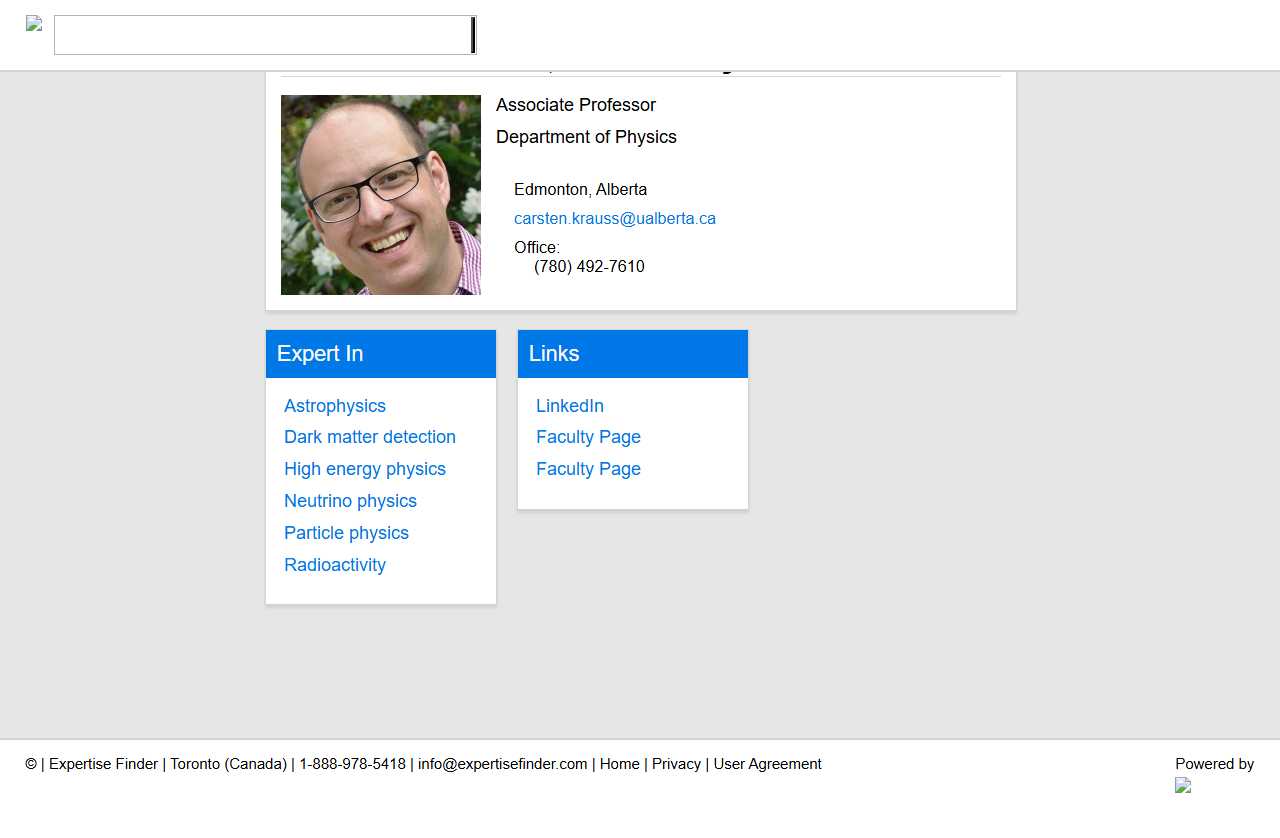 Associate Professor
Department of Physics
Edmonton, Alberta
carsten.krauss@ualberta.ca
Office:
(780) 492-7610
Expert In
Astrophysics
Dark matter detection
High energy physics
Neutrino physics
Particle physics
Radioactivity
Links
LinkedIn
Faculty Page
Faculty Page
© | Expertise Finder | Toronto (Canada) | 1-888-978-5418 | info@expertisefinder.com | Home | Privacy | User Agreement
Powered by